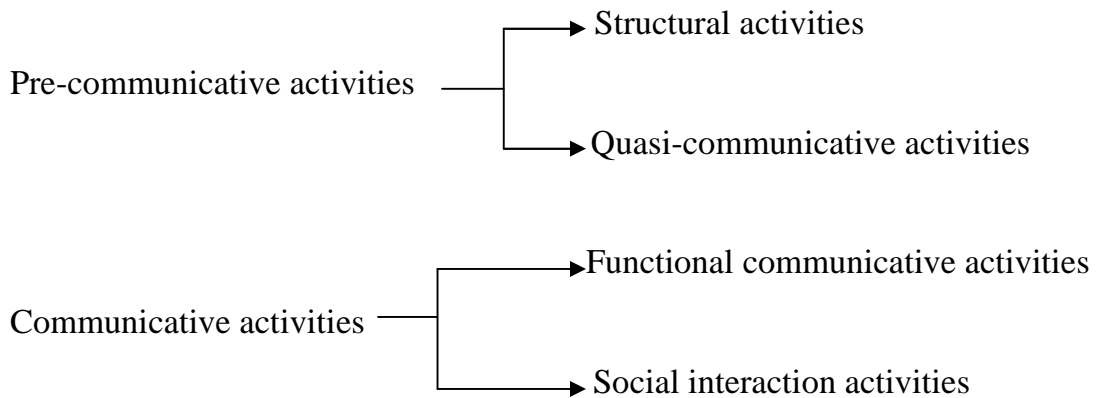 Structural activities
Pre-communicative activities
Quasi-communicative activities
Functional communicative activities
Communicative activities
Social interaction activities